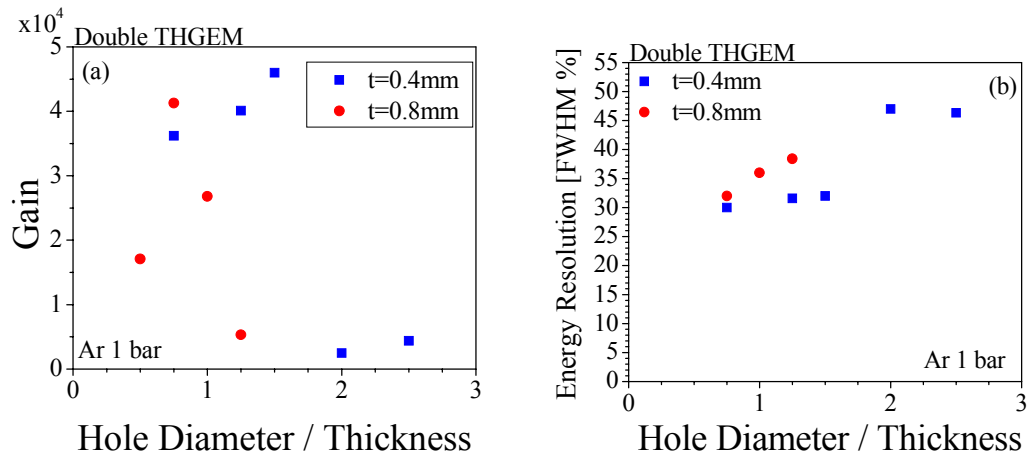 x10⁴
Double THGEM
(a)
t=0.4mm
t=0.8mm
5
4
3
2
1
0
Gain
Ar 1 bar
0 1 2 3
Hole Diameter / Thickness
Double THGEM
(b)
t=0.4mm
t=0.8mm
55
50
45
40
35
30
25
20
15
10
5
0
Energy Resolution [FWHM %]
Ar 1 bar
0 1 2 3
Hole Diameter / Thickness